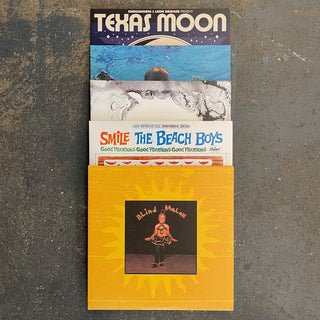 KHRUANGBIN & LEON BRIDGES PRESENT
TEXAS MOON
SMILE THE BEACH BOYS
Good Vibrations Good Vibrations Good Vibrations
Blind Melon